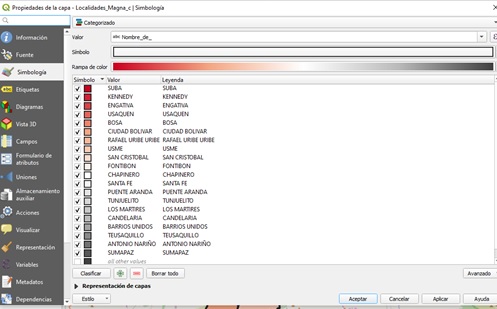 Propiedades de la capa - Localidades_Magna_c | Simbología
Información
Fuente
Simbología
Etiquetas
Diagramas
Vista 3D
Campos
Formulario de atributos
Uniones
Almacenamiento auxiliar
Acciones
Visualizar
Representación
Variables
Metadatos
Dependencias
Categorizado
Valor abc Nombre_de_
Símbolo
Rampa de color
Símbolo Valor Leyenda
SUBA SUBA
KENNEDY KENNEDY
ENGATIVA ENGATIVA
USAQUEN USAQUEN
BOSA BOSA
CIUDAD BOLIVAR CIUDAD BOLIVAR
RAFAEL URIBE URIBE RAFAEL URIBE URIBE
USME USME
SAN CRISTOBAL SAN CRISTOBAL
FONTIBON FONTIBON
CHAPINERO CHAPINERO
SANTA FE SANTA FE
PUENTE ARANDA PUENTE ARANDA
TUNJUELITO TUNJUELITO
LOS MARTIRES LOS MARTIRES
CANDELARIA CANDELARIA
BARRIOS UNIDOS BARRIOS UNIDOS
TEUSAQUILLO TEUSAQUILLO
ANTONIO NARIÑO ANTONIO NARIÑO
SUMAPAZ SUMAPAZ
all other values
Clasificar Borrar todo Avanzado
Representación de capas
Estilo Aceptar Cancelar Aplicar Ayuda